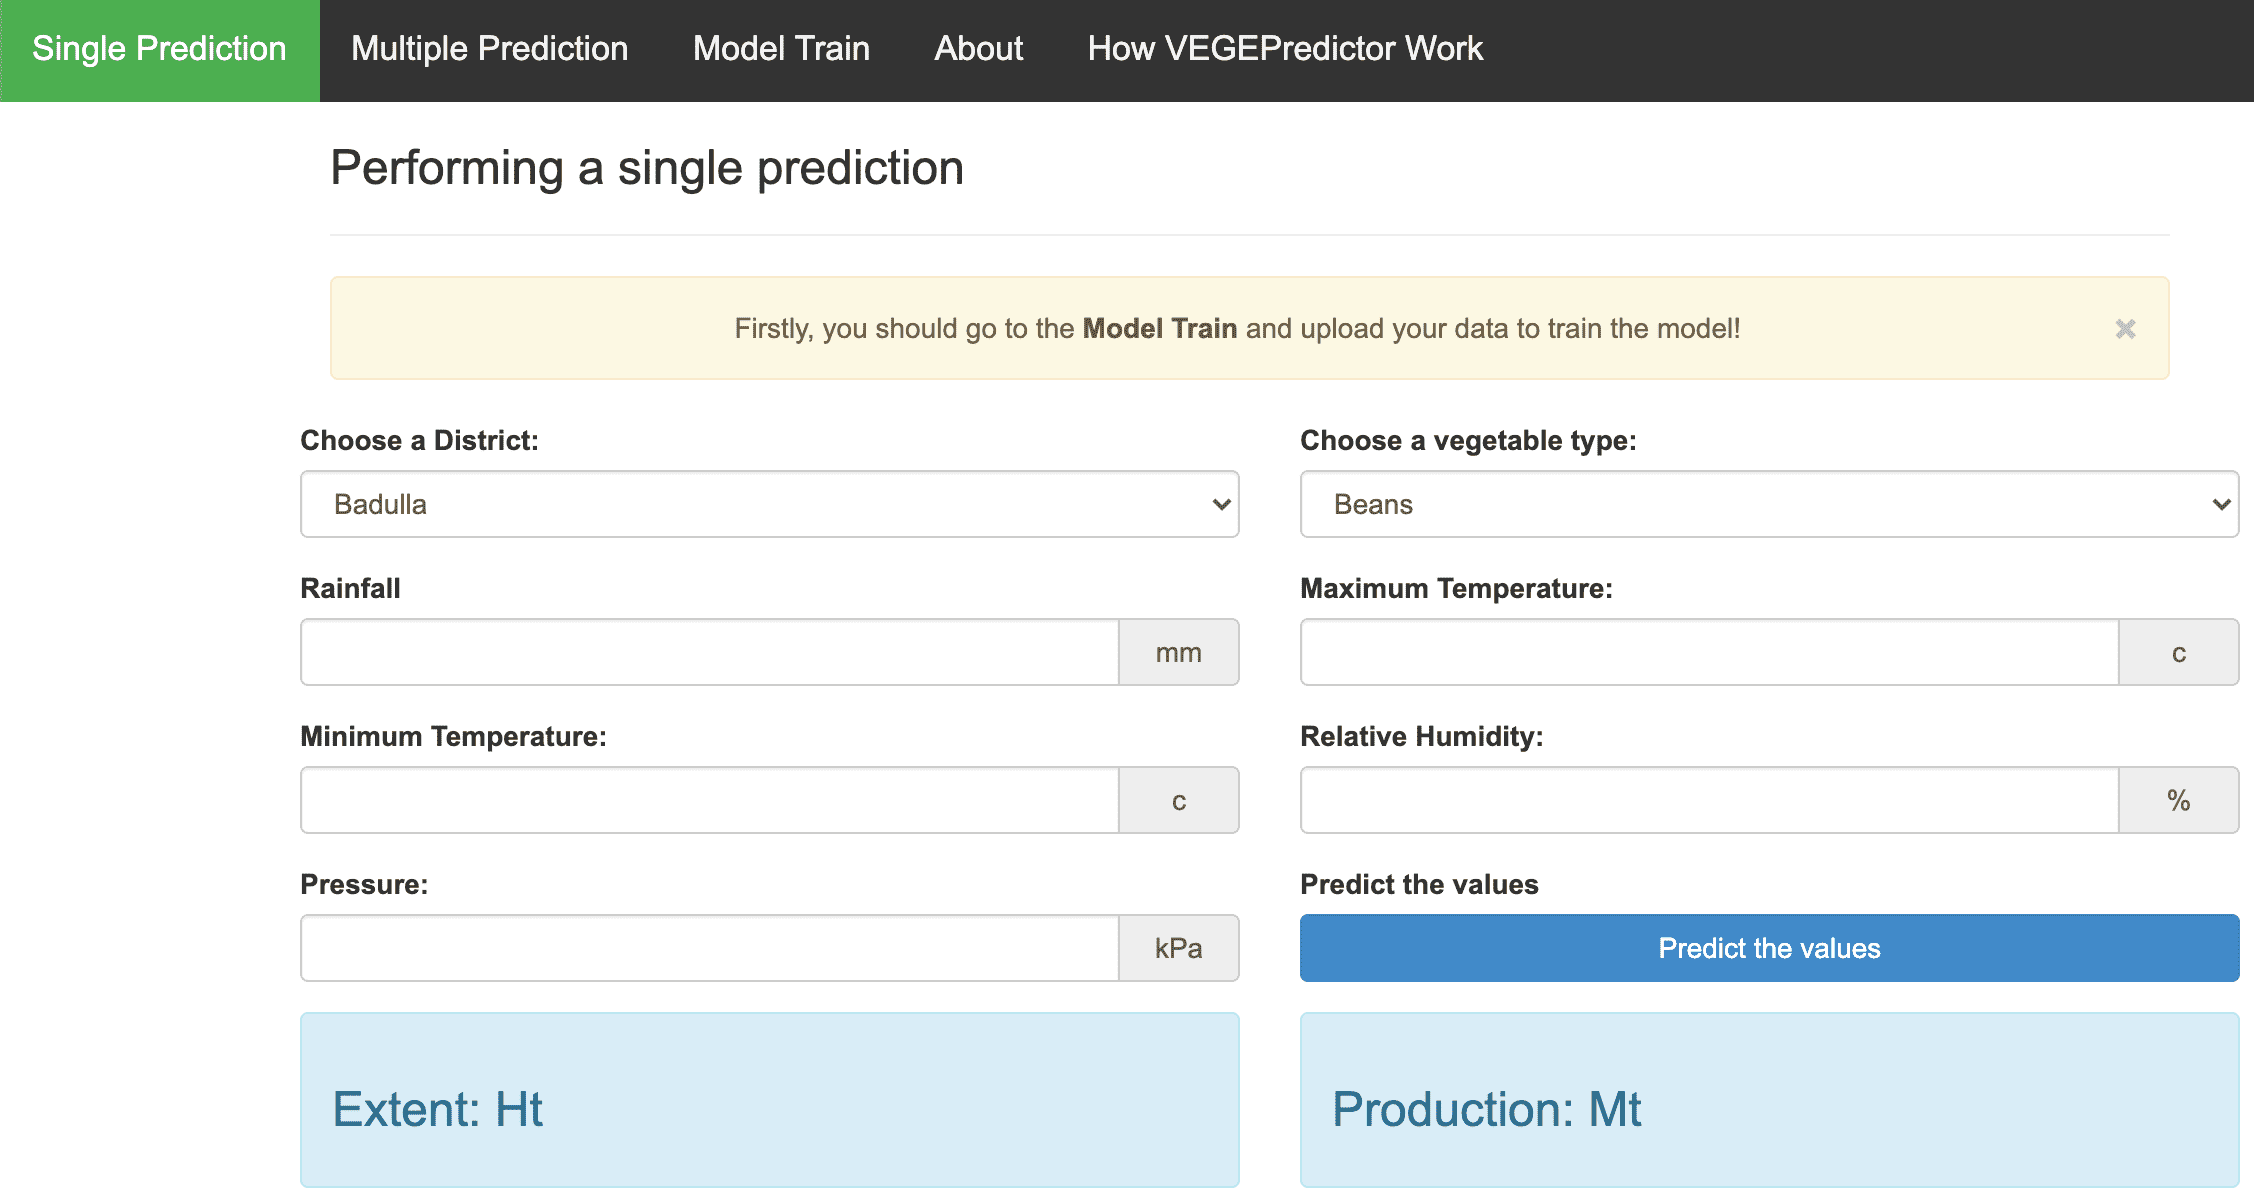 Single Prediction Multiple Prediction Model Train About How VEGEPredictor Work
Performing a single prediction
Firstly, you should go to the Model Train and upload your data to train the model! ×
Choose a District: Choose a vegetable type:
Badulla Beans
Rainfall Maximum Temperature:
mm c
Minimum Temperature: Relative Humidity:
c %
Pressure: Predict the values
kPa Predict the values
Extent: Ht Production: Mt